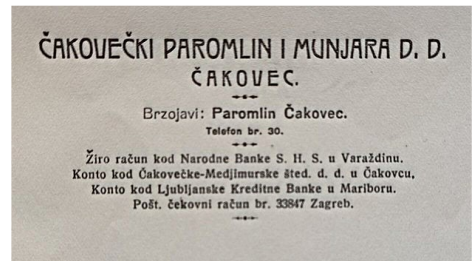 ČAKOVEČKI PAROMLIN I MUNJARA D. D.
ČAKOVEC.
Brzojavi: Paromlin Čakovec.
Telefon br. 30.
Žiro račun kod Narodne Banke S. H. S. u Varaždinu.
Konto kod Čakovečke-Medjimurske šted. d. d. u Čakovcu,
Konto kod Ljubljanske Kreditne Banke u Mariboru.
Pošt. čekovni račun br. 33847 Zagreb.